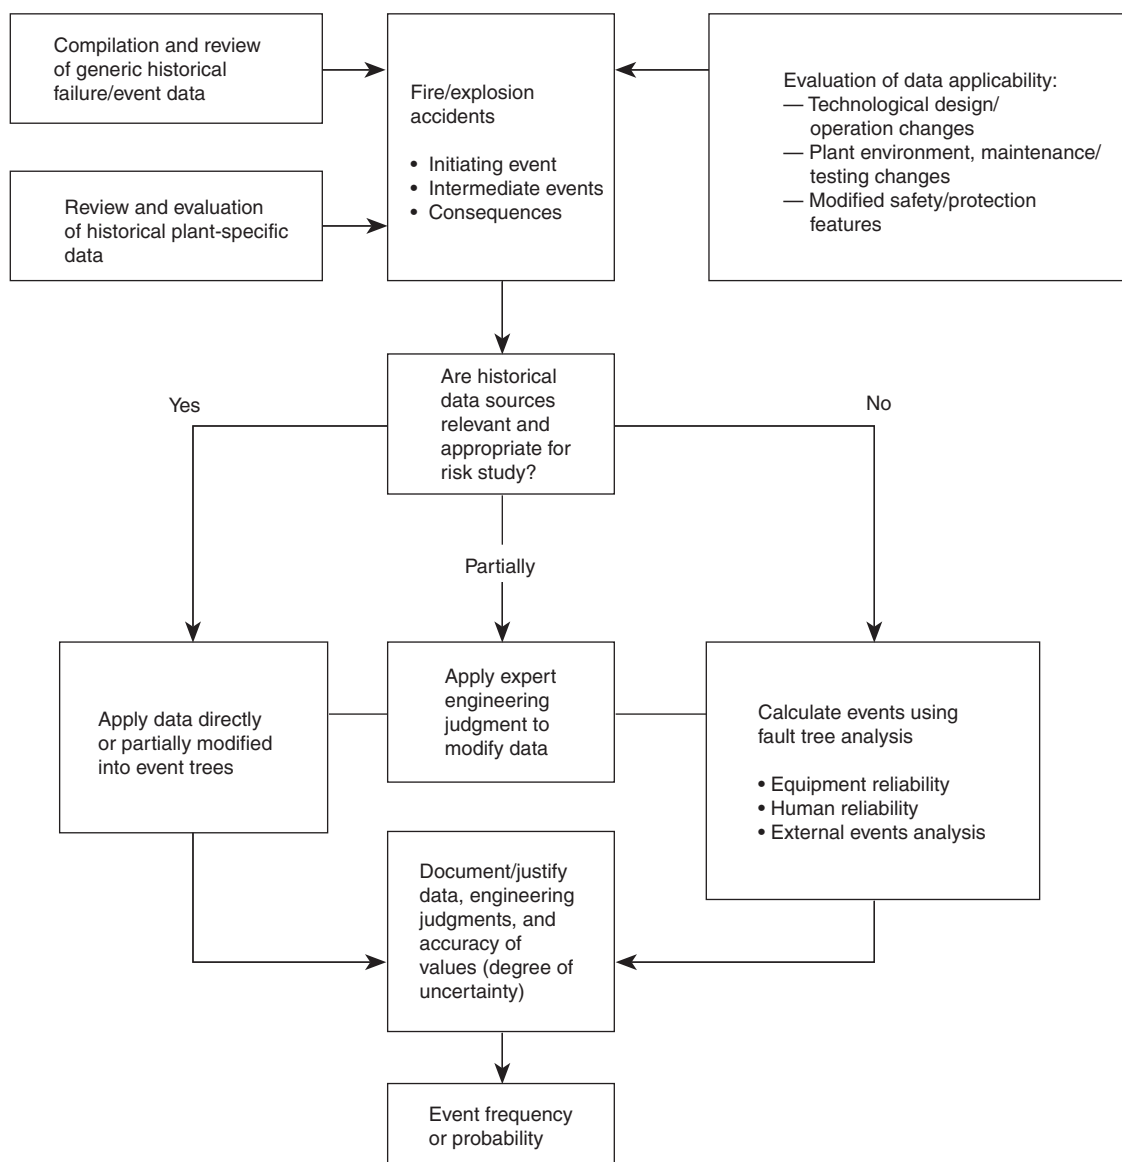 Compilation and review
of generic historical
failure/event data
Review and evaluation
of historical plant-specific
data
Fire/explosion
accidents
• Initiating event
• Intermediate events
• Consequences
Evaluation of data applicability:
— Technological design/
operation changes
— Plant environment, maintenance/
testing changes
— Modified safety/protection
features
Are historical
data sources
relevant and
appropriate for
risk study?
Yes
No
Partially
Apply data directly
or partially modified
into event trees
Apply expert
engineering
judgment to
modify data
Calculate events using
fault tree analysis
• Equipment reliability
• Human reliability
• External events analysis
Document/justify
data, engineering
judgments, and
accuracy of
values (degree of
uncertainty)
Event frequency
or probability